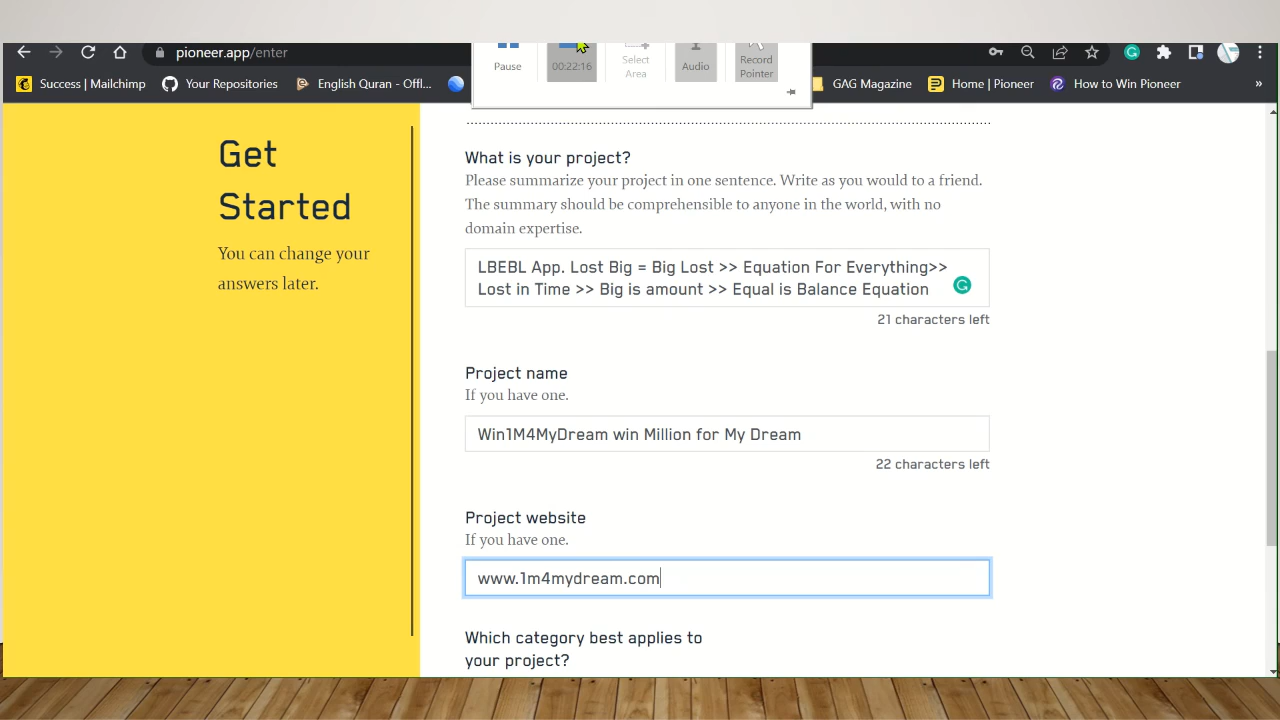 pioneer.app/enter
Pause
00:22:16
Select Area
Audio
Record Pointer
Success | Mailchimp
Your Repositories
English Quran - Offl...
GAG Magazine
Home | Pioneer
How to Win Pioneer
»
Get
Started
You can change your
answers later.
What is your project?
Please summarize your project in one sentence. Write as you would to a friend.
The summary should be comprehensible to anyone in the world, with no
domain expertise.
LBEBL App. Lost Big = Big Lost >> Equation For Everything>>
Lost in Time >> Big is amount >> Equal is Balance Equation
21 characters left
Project name
If you have one.
Win1M4MyDream win Million for My Dream
22 characters left
Project website
If you have one.
www.1m4mydream.com
Which category best applies to
your project?